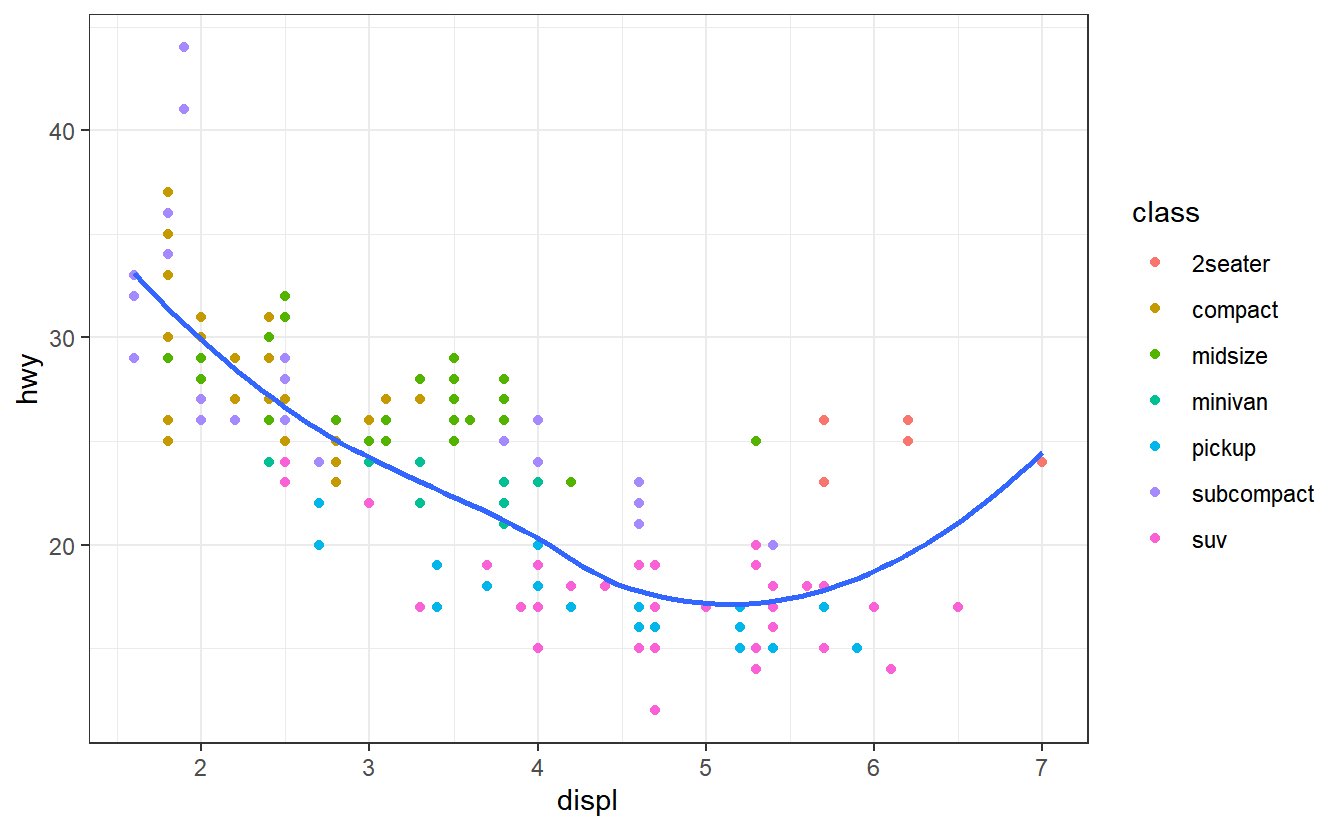 40
30
20
hwy
2 3 4 5 6 7
displ
class
2seater
compact
midsize
minivan
pickup
subcompact
suv